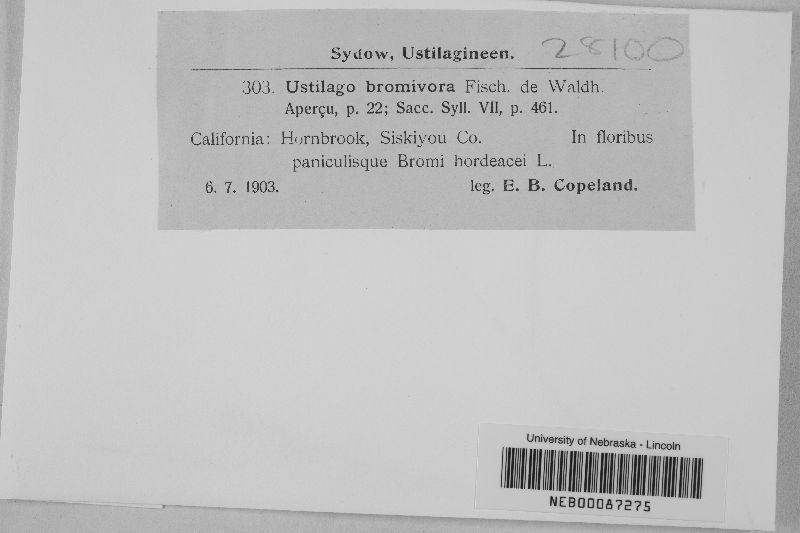 Sydow, Ustilagineen. 28100
303. Ustilago bromivora Fisch. de Waldh.
Aperçu, p. 22; Sacc. Syll. VII, p. 461.
California: Hornbrook, Siskiyou Co. In floribus
paniculisque Bromi hordeacei L.
6. 7. 1903. leg. E. B. Copeland.
University of Nebraska - Lincoln
NEB00087275